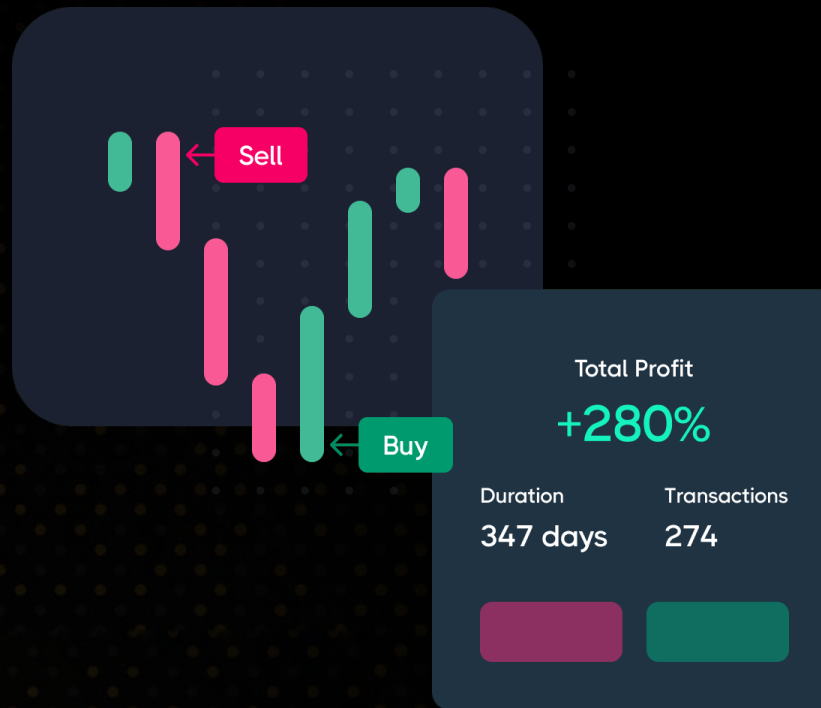 Sell
Buy
Total Profit
+280%
Duration
Transactions
347 days
274